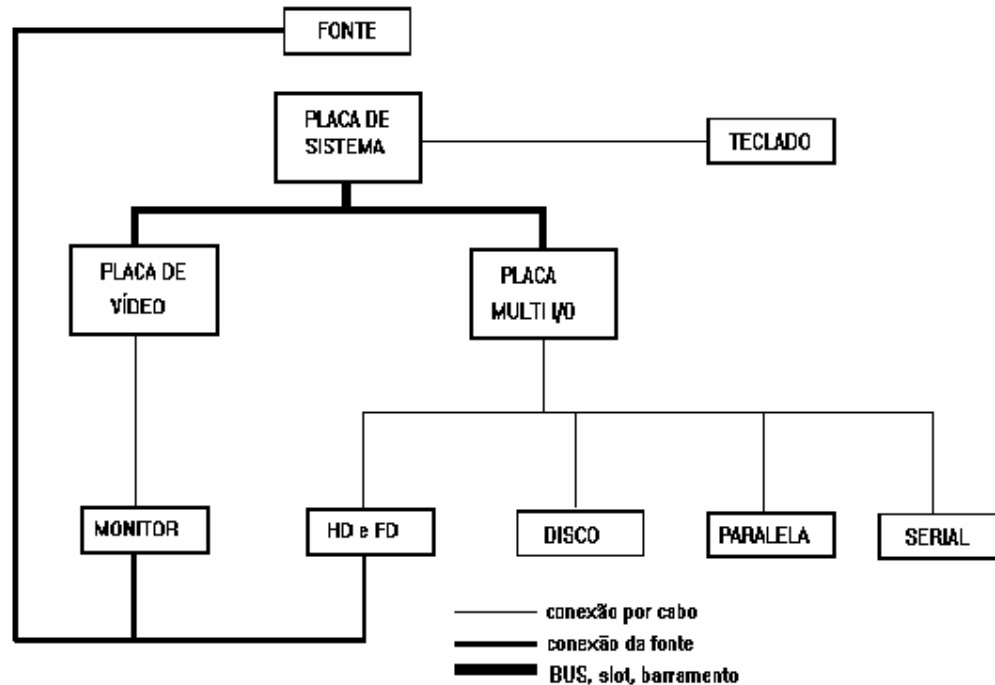 FONTE
PLACA DE
SISTEMA
TECLADO
PLACA DE
VÍDEO
PLACA
MULTI I/O
MONITOR
HD e FD
DISCO
PARALELA
SERIAL
conexão por cabo
conexão da fonte
BUS, slot, barramento